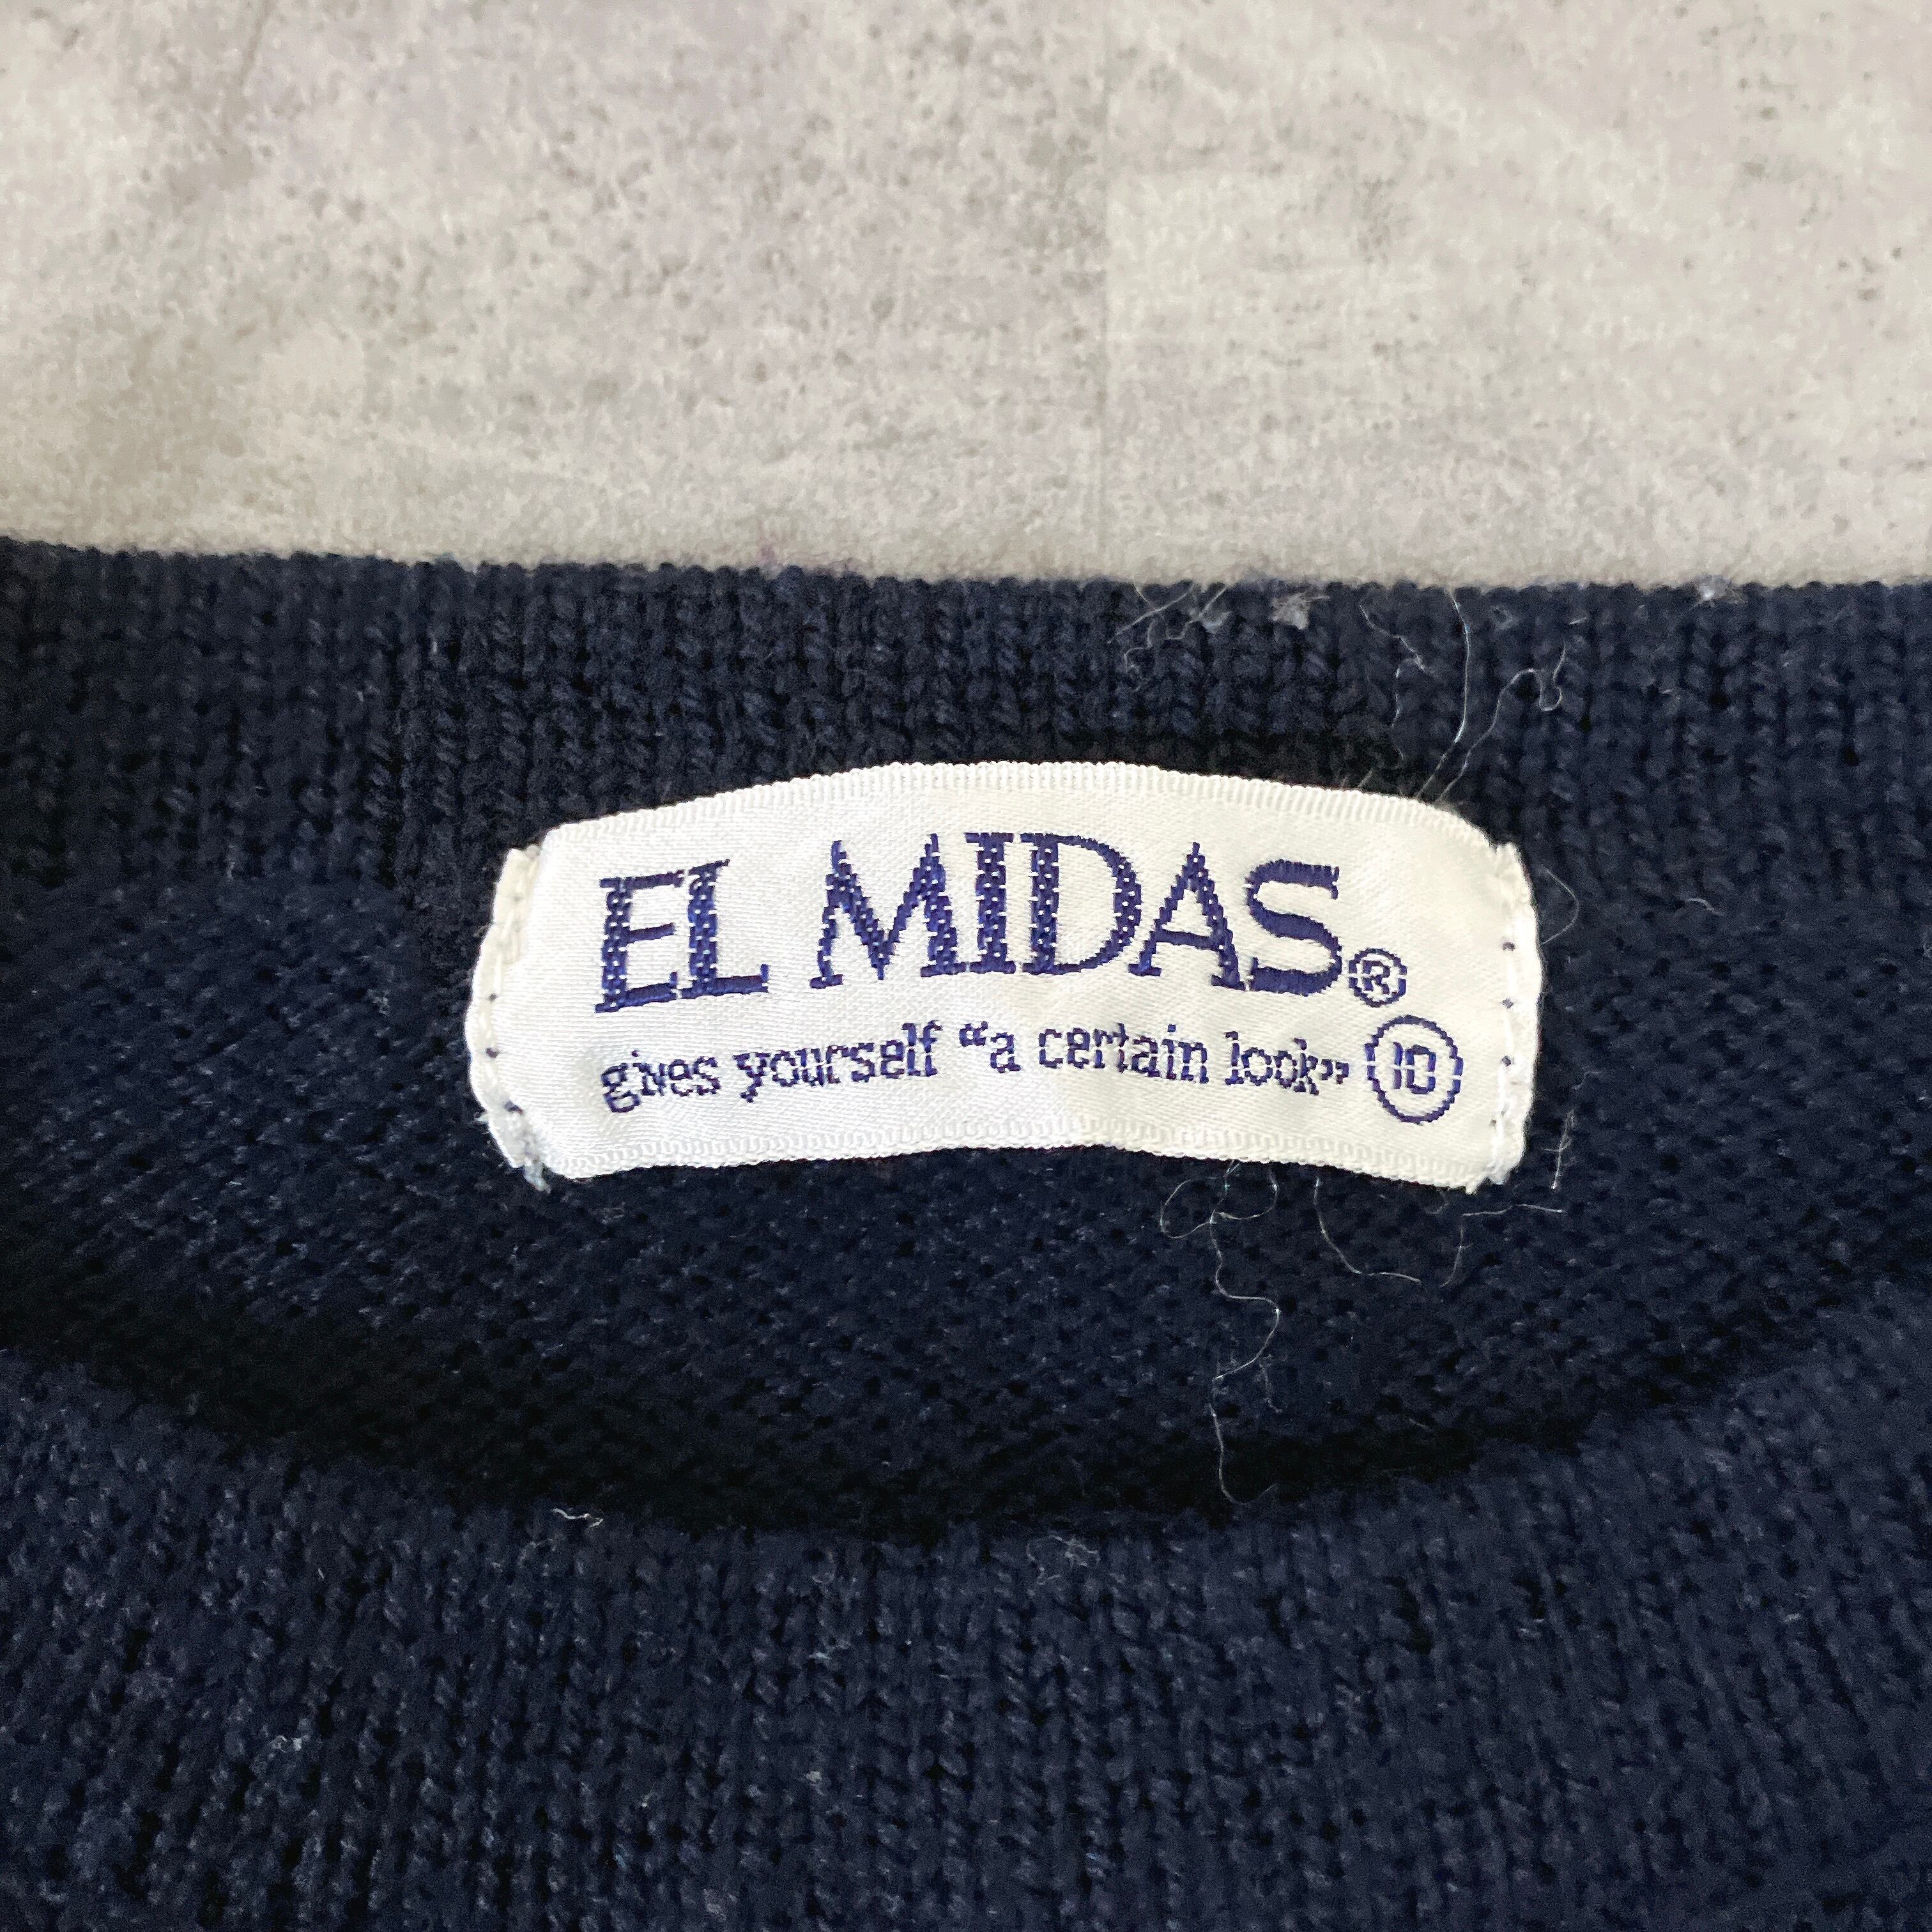 EL MIDAS®
gives yourself “a certain look” 10